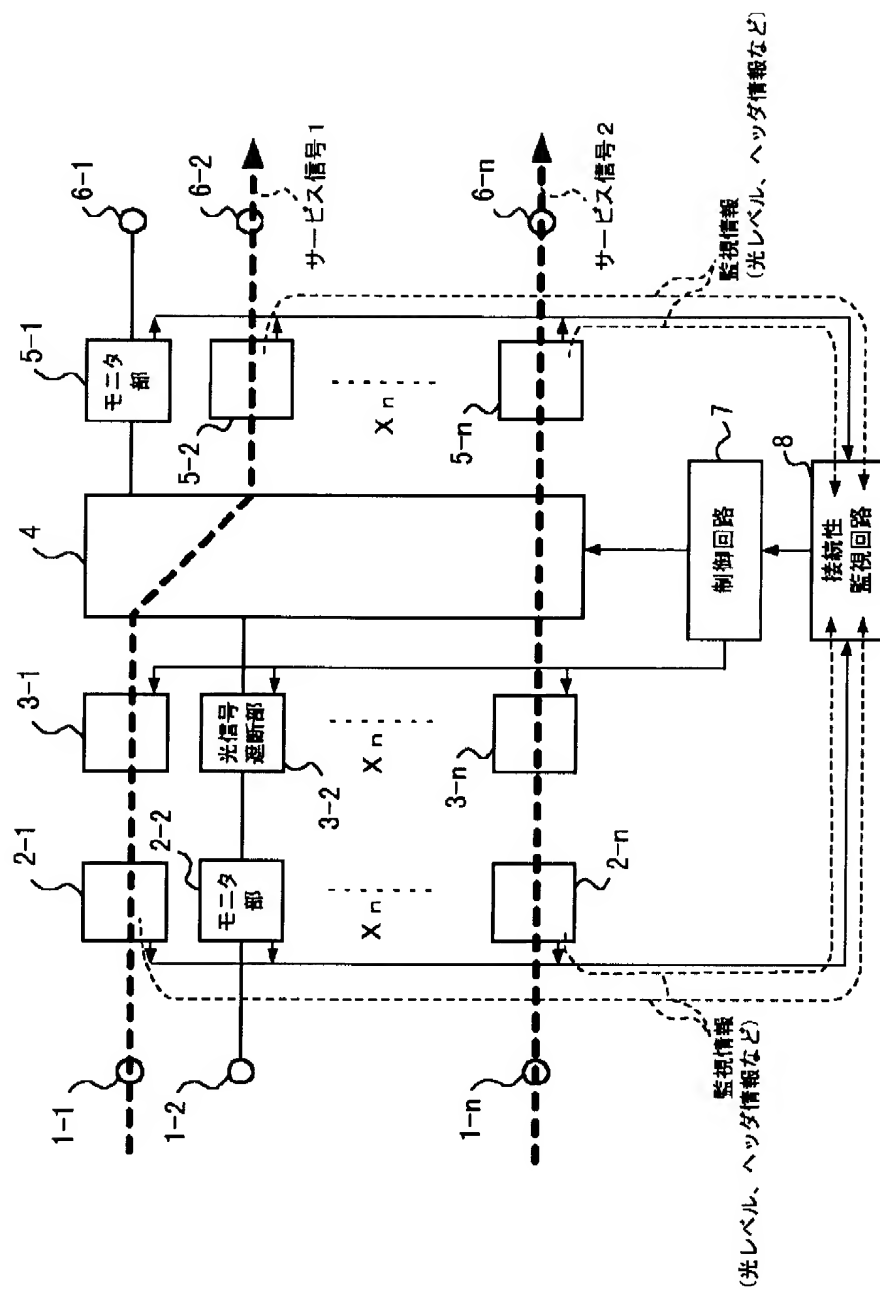 1-1
2-1
3-1
4
5-1
モニタ
部
6-1
1-2
2-2
モニタ
部
光信号
遮断部
3-2
5-2
6-2
サービス信号1
Xn
Xn
Xn
1-n
2-n
3-n
5-n
6-n
サービス信号2
監視情報
(光レベル、ヘッダ情報など)
監視情報
(光レベル、ヘッダ情報など)
制御回路
7
接続性
監視回路
8